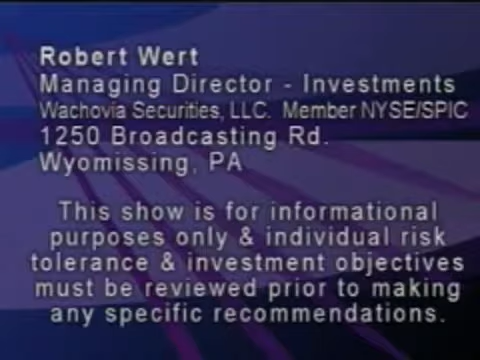 Robert Wert
Managing Director - Investments
Wachovia Securities, LLC. Member NYSE/SPIC
1250 Broadcasting Rd.
Wyomissing, PA
This show is for informational
purposes only & individual risk
tolerance & investment objectives
must be reviewed prior to making
any specific recommendations.